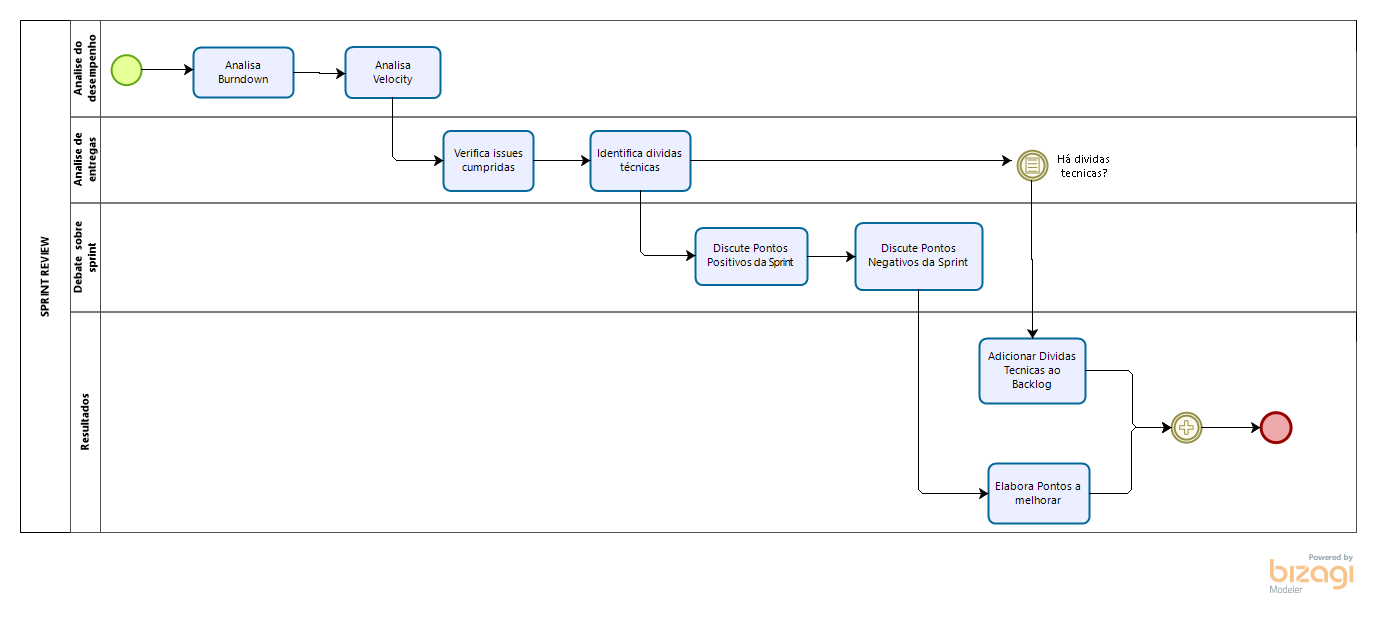 SPRINT REVIEW
Analise do
desempenho
Analisa
Burndown
Analisa
Velocity
Analise de
entregas
Verifica issues
cumpridas
Identifica dividas
técnicas
Há dividas
tecnicas?
Debate sobre
sprint
Discute Pontos
Positivos da Sprint
Discute Pontos
Negativos da Sprint
Resultados
Adicionar Dividas
Tecnicas ao
Backlog
Elabora Pontos a
melhorar
Powered by
bizagi
Modeler